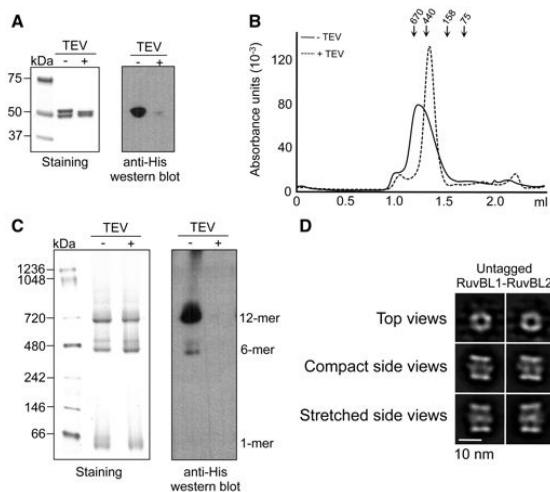 A
TEV
kDa - +
75
50
37
Staining
TEV
- +
anti-His
western blot
B
670 440 158 75
- TEV
+ TEV
Absorbance units (10⁻³)
120
80
40
0
0 0.5 1.0 1.5 2.0 ml
C
TEV
kDa - +
1236
1048
720
480
242
146
66
Staining
TEV
- +
12-mer
6-mer
1-mer
anti-His
western blot
D
Untagged
RuvBL1-RuvBL2
Top views
Compact side views
Stretched side views
10 nm